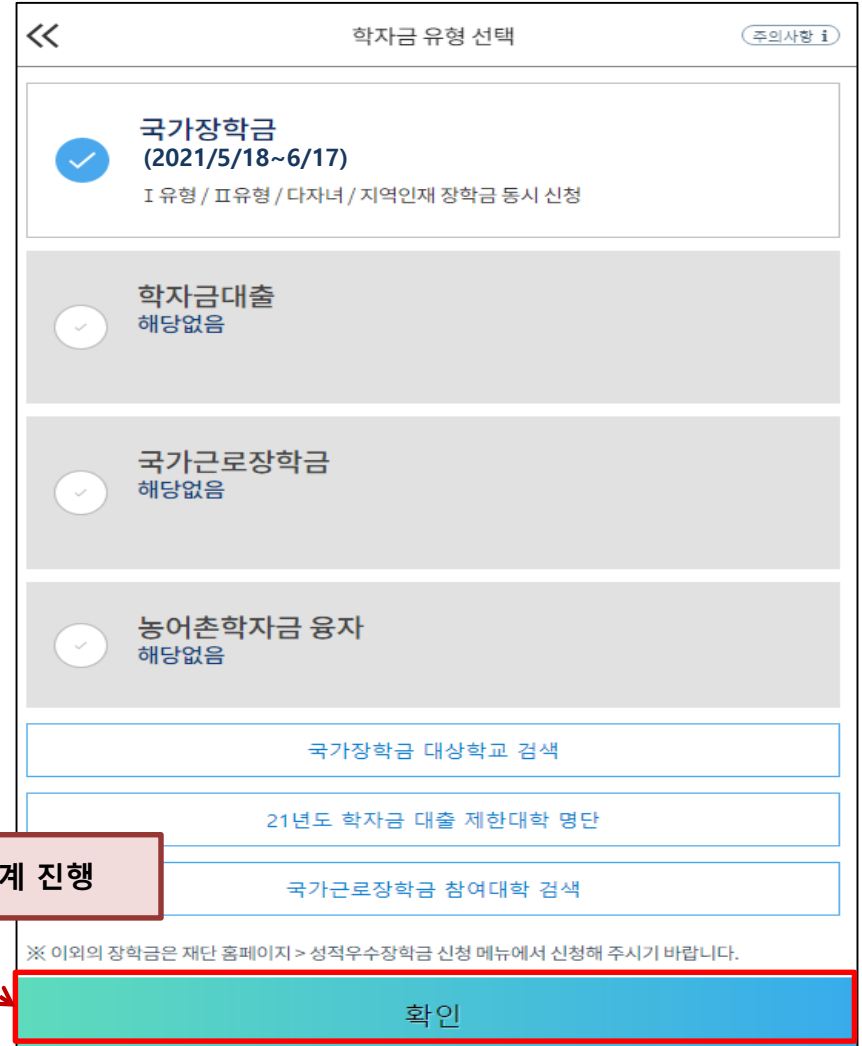 학자금 유형 선택
주의사항 i
국가장학금
(2021/5/18~6/17)
Ⅰ유형 / Ⅱ유형 / 다자녀 / 지역인재 장학금 동시 신청
학자금대출
해당없음
국가근로장학금
해당없음
농어촌학자금 융자
해당없음
국가장학금 대상학교 검색
21년도 학자금 대출 제한대학 명단
계 진행
국가근로장학금 참여대학 검색
※ 이외의 장학금은 재단 홈페이지 > 성적우수장학금 신청 메뉴에서 신청해 주시기 바랍니다.
확인